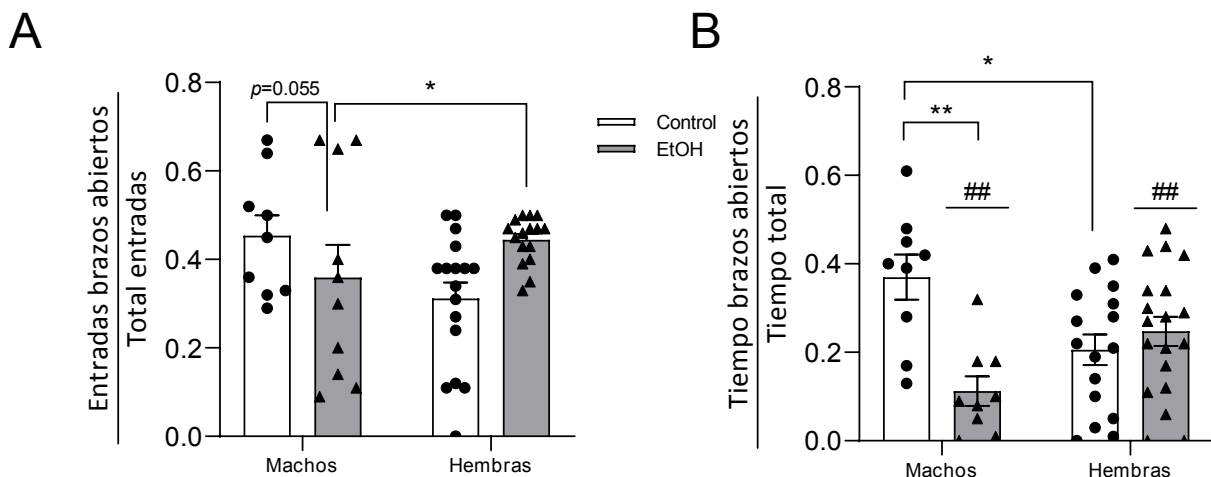 A
Entradas brazos abiertos
Total entradas
0.8
0.6
0.4
0.2
0.0
p=0.055
*
Machos
Hembras
Control
EtOH
B
Tiempo brazos abiertos
Tiempo total
0.8
0.6
0.4
0.2
0.0
*
**
##
##
Machos
Hembras